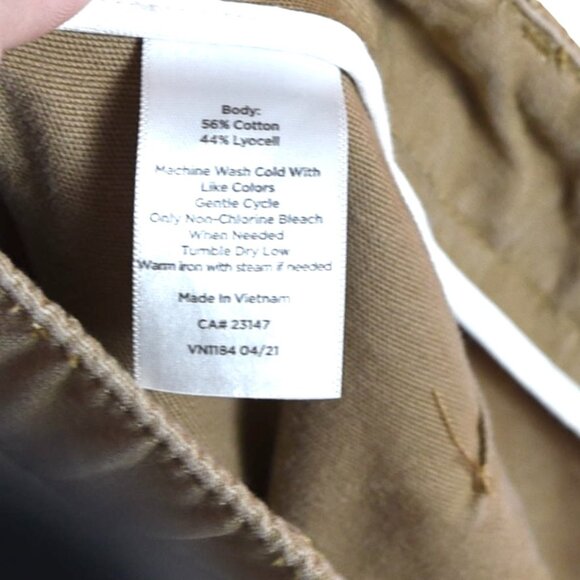 Body:
56% Cotton
44% Lyocell
Machine Wash Cold With
Like Colors
Gentle Cycle
Only Non-Chlorine Bleach
When Needed
Tumble Dry Low
Warm iron with steam if needed
Made In Vietnam
CA# 23147
VN1184 04/21